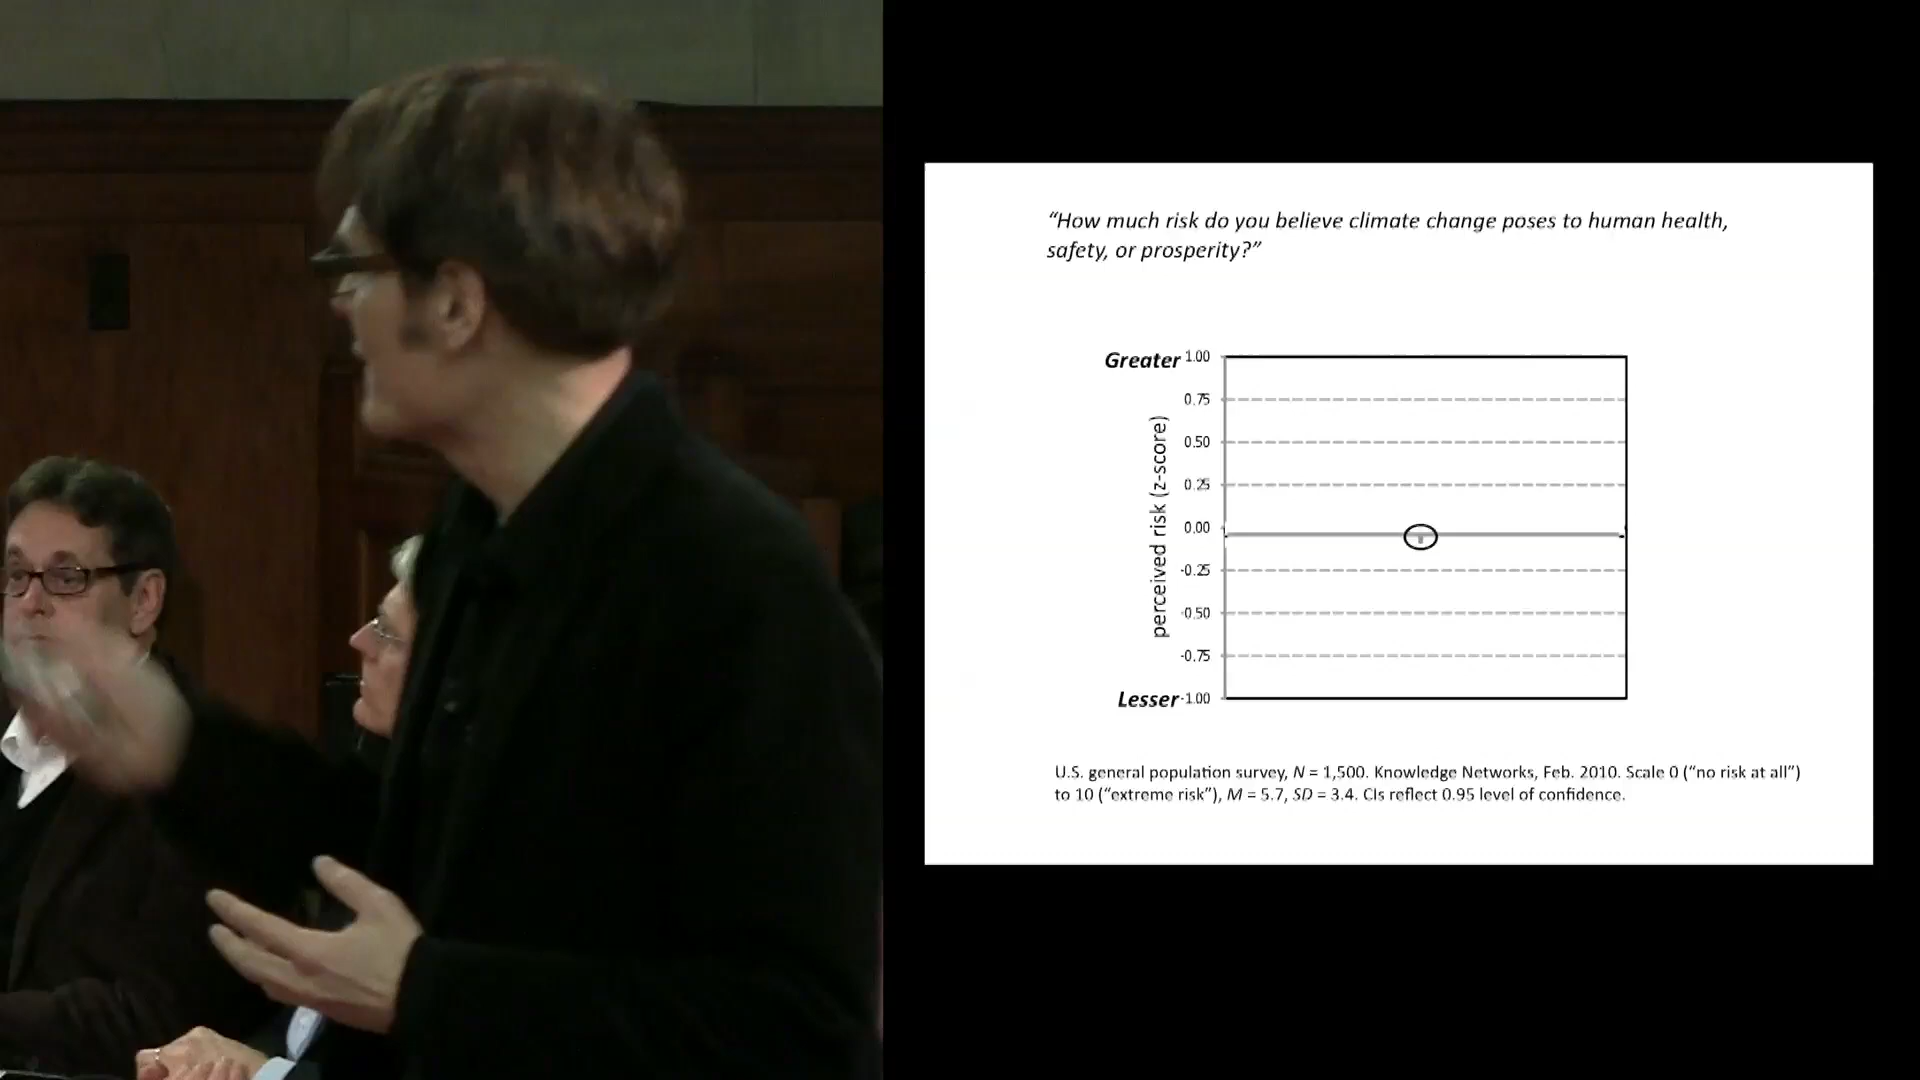 “How much risk do you believe climate change poses to human health,
safety, or prosperity?”
Greater 1.00
0.75
0.50
0.25
0.00
-0.25
-0.50
-0.75
Lesser -1.00
perceived risk (z-score)
U.S. general population survey, N = 1,500. Knowledge Networks, Feb. 2010. Scale 0 (“no risk at all”)
to 10 (“extreme risk”), M = 5.7, SD = 3.4. CIs reflect 0.95 level of confidence.